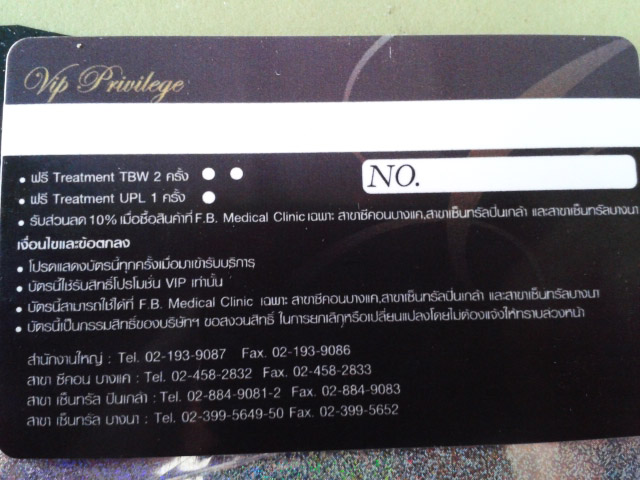 Vip Privilege
NO.
• ฟรี Treatment TBW 2 ครั้ง
• ฟรี Treatment UPL 1 ครั้ง
• รับส่วนลด 10% เมื่อซื้อสินค้าที่ F.B. Medical Clinic เฉพาะ สาขาซีคอนบางแค,สาขาเซ็นทรัลปิ่นเกล้า และสาขาเซ็นทรัลบางนา
เงื่อนไขและข้อตกลง
• โปรดแสดงบัตรนี้ทุกครั้งเมื่อมาเข้ารับบริการ
• บัตรนี้ใช้รับสิทธิ์โปรโมชั่น VIP เท่านั้น
• บัตรนี้สามารถใช้ได้ที่ F.B. Medical Clinic เฉพาะ สาขาซีคอนบางแค,สาขาเซ็นทรัลปิ่นเกล้า และสาขาเซ็นทรัลบางนา
• บัตรนี้เป็นกรรมสิทธิ์ของบริษัทฯ ขอสงวนสิทธิ์ ในการยกเลิกหรือเปลี่ยนแปลงโดยไม่ต้องแจ้งให้ทราบล่วงหน้า
สำนักงานใหญ่ : Tel. 02-193-9087 Fax. 02-193-9086
สาขา ซีคอน บางแค : Tel. 02-458-2832 Fax. 02-458-2833
สาขา เซ็นทรัล ปิ่นเกล้า : Tel. 02-884-9081-2 Fax. 02-884-9083
สาขา เซ็นทรัล บางนา : Tel. 02-399-5649-50 Fax. 02-399-5652